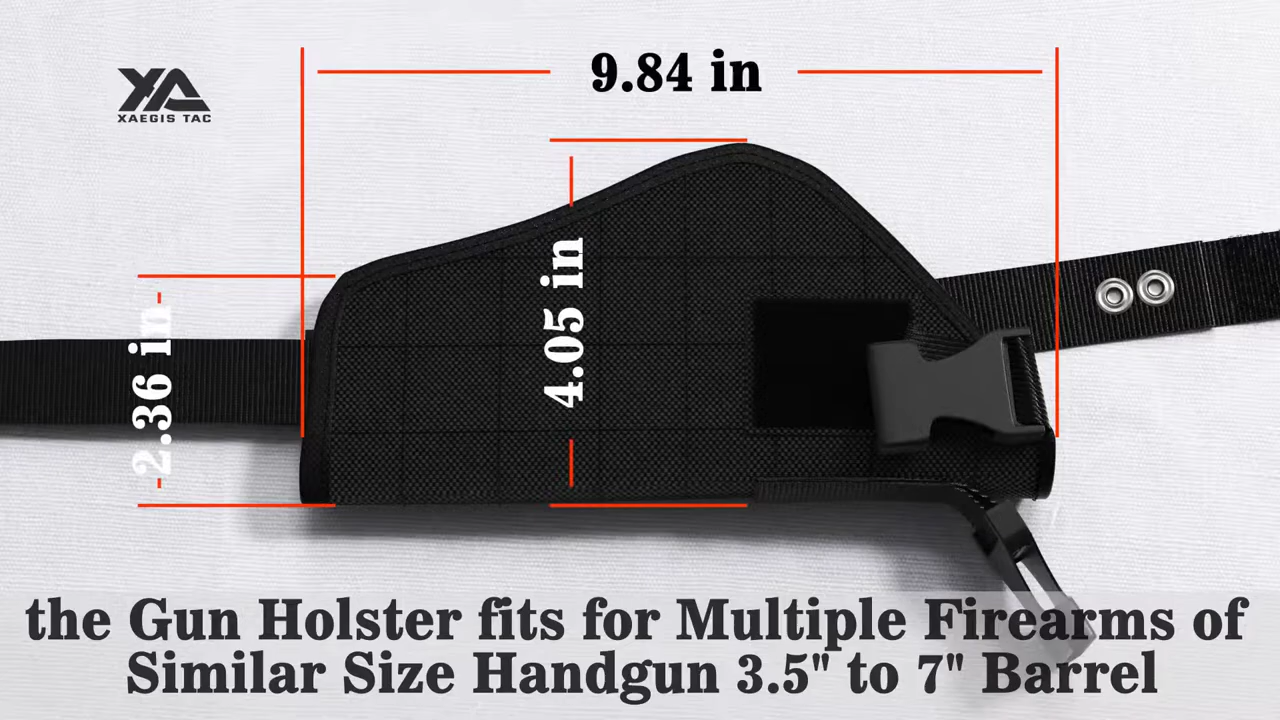 9.84 in
XA
XAEGIS TAC
4.05 in
2.36 in
the Gun Holster fits for Multiple Firearms of
Similar Size Handgun 3.5" to 7" Barrel